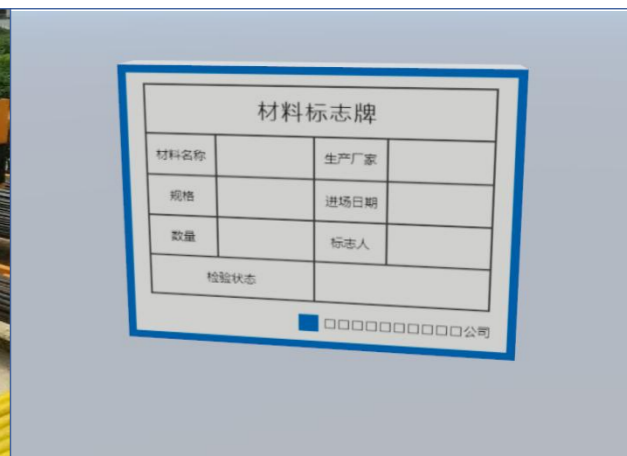 材料标志牌
材料名称 生产厂家
规格 进场日期
数量 标志人
检验状态
□□□□□□□□□□公司